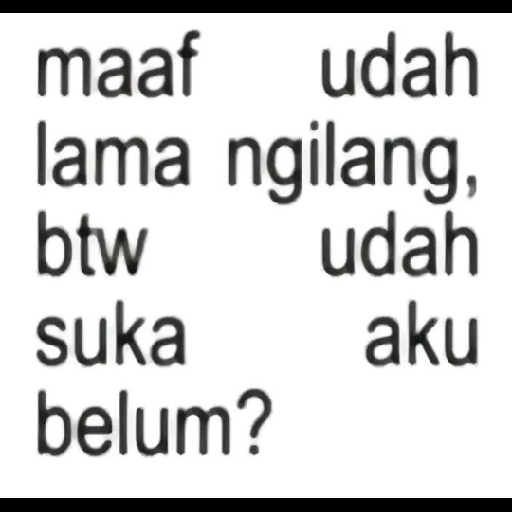 maaf udah
lama ngilang,
btw udah
suka aku
belum?